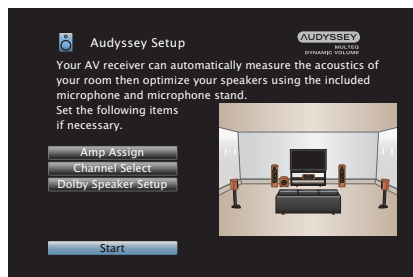 Audyssey Setup
AUDYSSEY
MULTEQ
DYNAMIC VOLUME
Your AV receiver can automatically measure the acoustics of
your room then optimize your speakers using the included
microphone and microphone stand.
Set the following items
if necessary.
Amp Assign
Channel Select
Dolby Speaker Setup
Start